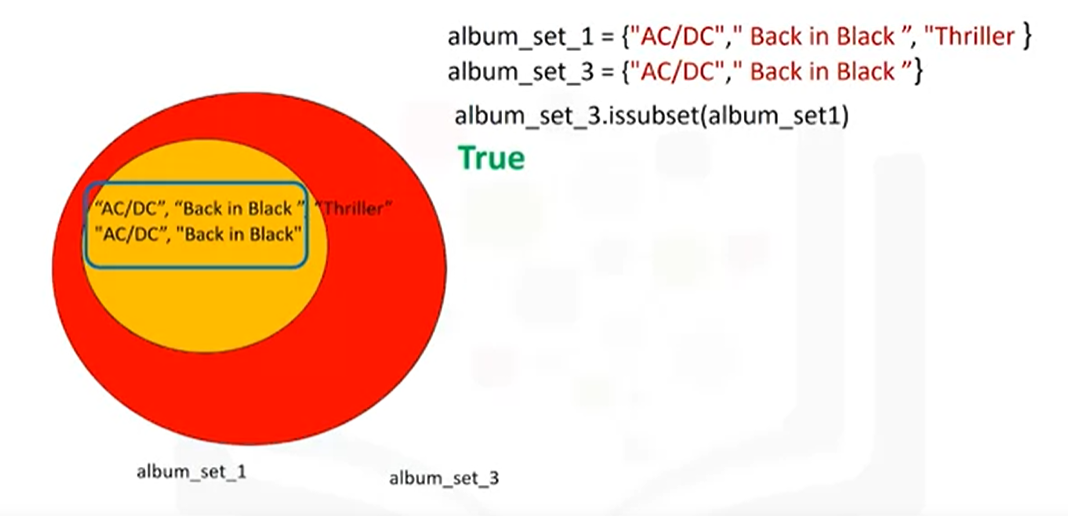 album_set_1 = {"AC/DC"," Back in Black ”, "Thriller }
album_set_3 = {"AC/DC"," Back in Black ”}
album_set_3.issubset(album_set1)
True
“AC/DC”, “Back in Black ”, “Thriller“
"AC/DC”, "Back in Black"
album_set_1
album_set_3